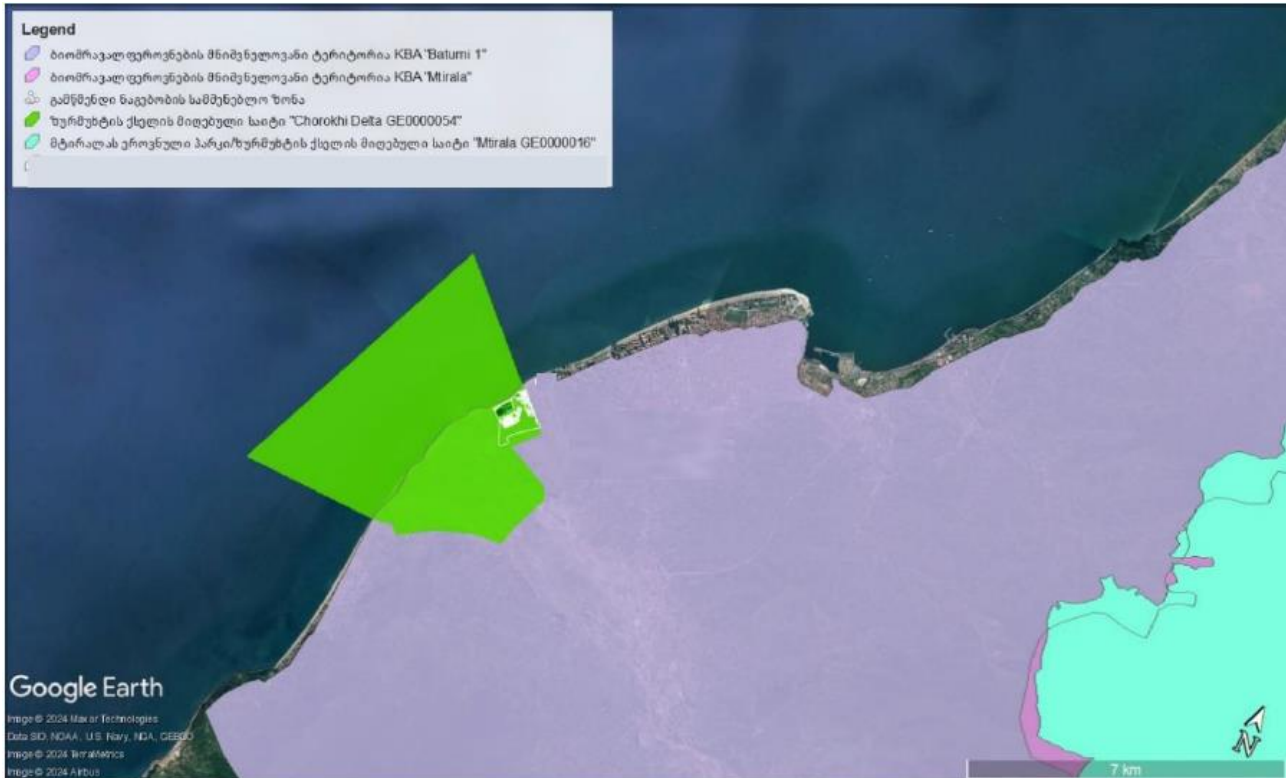 Legend
ბიომრავალფეროვნების მნიშვნელოვანი ტერიტორია KBA "Batumi 1"
ბიომრავალფეროვნების მნიშვნელოვანი ტერიტორია KBA "Mtirala"
გამწმენდი ნაგებობის სამშენებლო ზონა
ზურმუხტის ქსელის მიღებული საიტი "Chorokhi Delta GE0000054"
მტირალას ეროვნული პარკი/ზურმუხტის ქსელის მიღებული საიტი "Mtirala GE0000016"
Google Earth
Image © 2024 Maxar Technologies
Data SIO, NOAA, U.S. Navy, NGA, GEBCO
Image © 2024 TerraMetrics
Image © 2024 Airbus
N
7 km